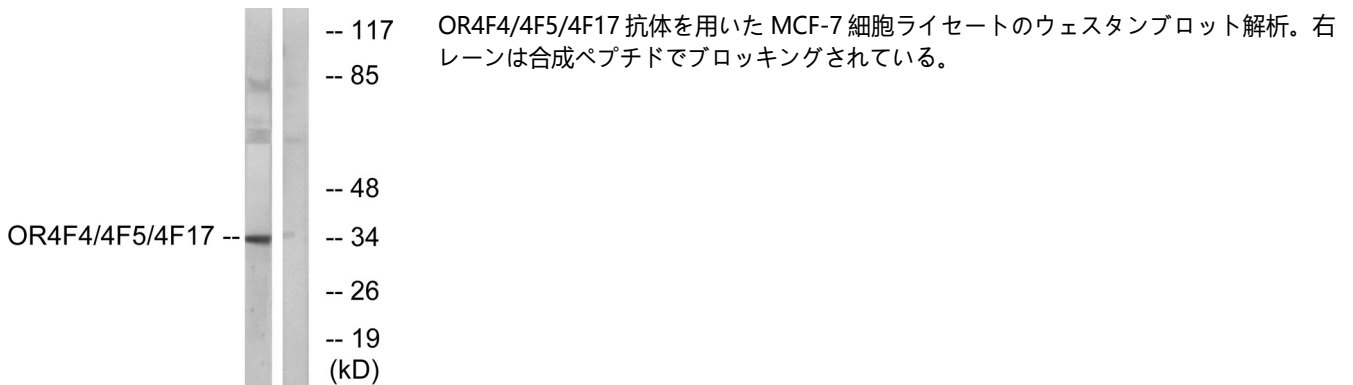 -- 117
-- 85
-- 48
OR4F4/4F5/4F17 -- -- 34
-- 26
-- 19
(kD)
OR4F4/4F5/4F17 抗体を用いた MCF-7 細胞ライセートのウェスタンブロット解析。右
レーンは合成ペプチドでブロッキングされている。